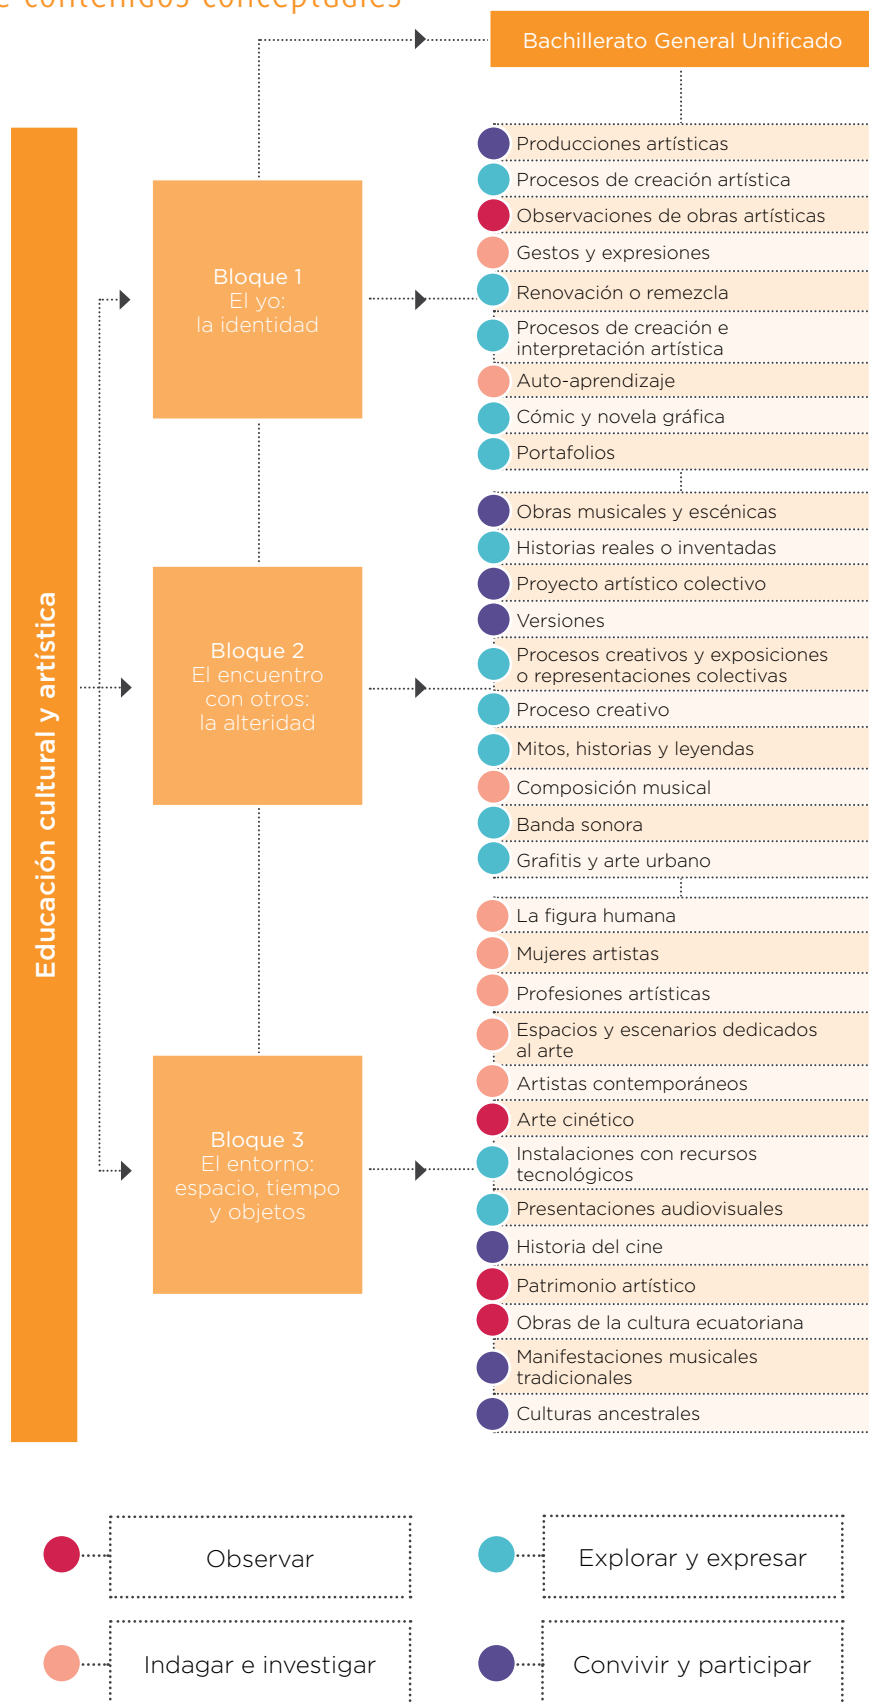 e contenidos conceptuales
Bachillerato General Unificado
Educación cultural y artística
Bloque 1
El yo:
la identidad
Producciones artísticas
Procesos de creación artística
Observaciones de obras artísticas
Gestos y expresiones
Renovación o remezcla
Procesos de creación e
interpretación artística
Auto-aprendizaje
Cómic y novela gráfica
Portafolios
Bloque 2
El encuentro
con otros:
la alteridad
Obras musicales y escénicas
Historias reales o inventadas
Proyecto artístico colectivo
Versiones
Procesos creativos y exposiciones
o representaciones colectivas
Proceso creativo
Mitos, historias y leyendas
Composición musical
Banda sonora
Grafitis y arte urbano
Bloque 3
El entorno:
espacio, tiempo
y objetos
La figura humana
Mujeres artistas
Profesiones artísticas
Espacios y escenarios dedicados
al arte
Artistas contemporáneos
Arte cinético
Instalaciones con recursos
tecnológicos
Presentaciones audiovisuales
Historia del cine
Patrimonio artístico
Obras de la cultura ecuatoriana
Manifestaciones musicales
tradicionales
Culturas ancestrales
Observar
Explorar y expresar
Indagar e investigar
Convivir y participar